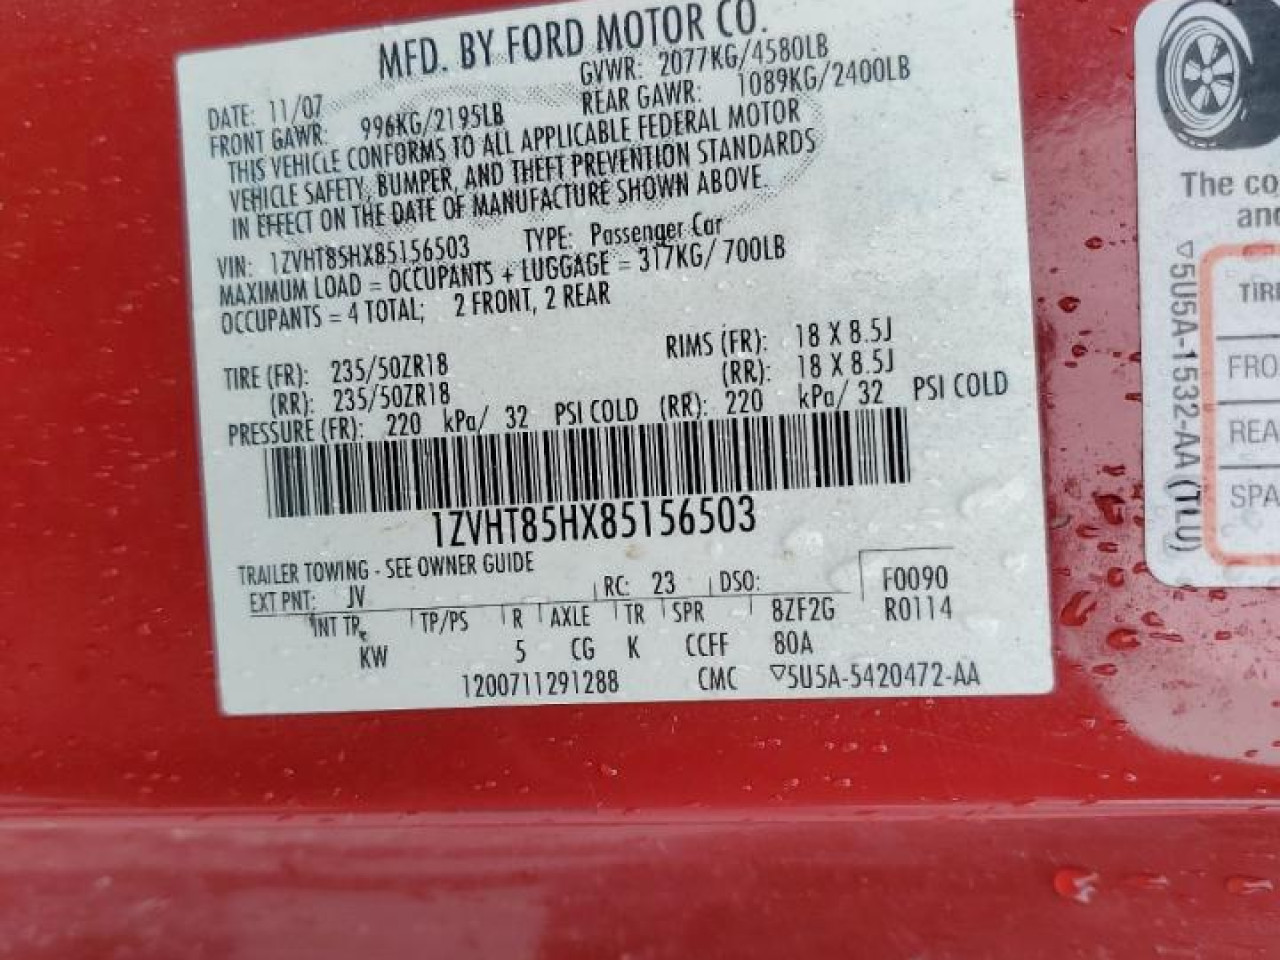 MFD. BY FORD MOTOR CO.
DATE: 11/07 GVWR: 2077KG/4580LB
FRONT GAWR: 996KG/2195LB REAR GAWR: 1089KG/2400LB
THIS VEHICLE CONFORMS TO ALL APPLICABLE FEDERAL MOTOR
VEHICLE SAFETY, BUMPER, AND THEFT PREVENTION STANDARDS
IN EFFECT ON THE DATE OF MANUFACTURE SHOWN ABOVE.
VIN: 1ZVHT85HX85156503 TYPE: Passenger Car
MAXIMUM LOAD = OCCUPANTS + LUGGAGE = 317KG/ 700LB
OCCUPANTS = 4 TOTAL; 2 FRONT, 2 REAR
TIRE (FR): 235/50ZR18 RIMS (FR): 18 X 8.5J
(RR): 235/50ZR18 (RR): 18 X 8.5J
PRESSURE (FR): 220 kPa/ 32 PSI COLD (RR): 220 kPa/ 32 PSI COLD
1ZVHT85HX85156503
TRAILER TOWING - SEE OWNER GUIDE
EXT PNT: JV RC: 23 DSO: F0090
INT TR TP/PS R AXLE TR SPR 8ZF2G R0114
KW 5 CG K CCFF 80A
1200711291288 CMC ▽5U5A-5420472-AA
The co
and
▽5U5A-1532-AA (TLU)
TIRE
FRO
REA
SPA